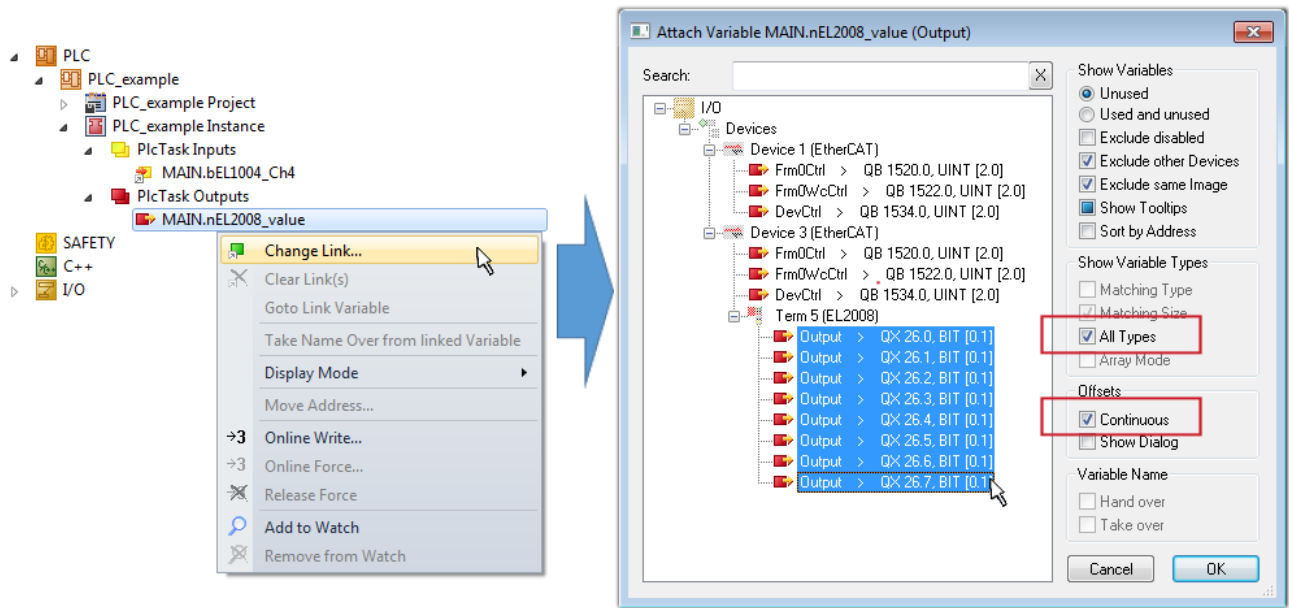 PLC
PLC_example
PLC_example Project
PLC_example Instance
PlcTask Inputs
MAIN.bEL1004_Ch4
PlcTask Outputs
MAIN.nEL2008_value
SAFETY
C++
I/O
Change Link...
Clear Link(s)
Goto Link Variable
Take Name Over from linked Variable
Display Mode
Move Address...
→3 Online Write...
→3 Online Force...
Release Force
Add to Watch
Remove from Watch
Attach Variable MAIN.nEL2008_value (Output)
Search:
X
I/O
Devices
Device 1 (EtherCAT)
Frm0Ctrl > QB 1520.0, UINT [2.0]
Frm0WcCtrl > QB 1522.0, UINT [2.0]
DevCtrl > QB 1534.0, UINT [2.0]
Device 3 (EtherCAT)
Frm0Ctrl > QB 1520.0, UINT [2.0]
Frm0WcCtrl > QB 1522.0, UINT [2.0]
DevCtrl > QB 1534.0, UINT [2.0]
Term 5 (EL2008)
Output > QX 26.0, BIT [0.1]
Output > QX 26.1, BIT [0.1]
Output > QX 26.2, BIT [0.1]
Output > QX 26.3, BIT [0.1]
Output > QX 26.4, BIT [0.1]
Output > QX 26.5, BIT [0.1]
Output > QX 26.6, BIT [0.1]
Output > QX 26.7, BIT [0.1]
Show Variables
Unused
Used and unused
Exclude disabled
Exclude other Devices
Exclude same Image
Show Tooltips
Sort by Address
Show Variable Types
Matching Type
Matching Size
All Types
Array Mode
Offsets
Continuous
Show Dialog
Variable Name
Hand over
Take over
Cancel
OK